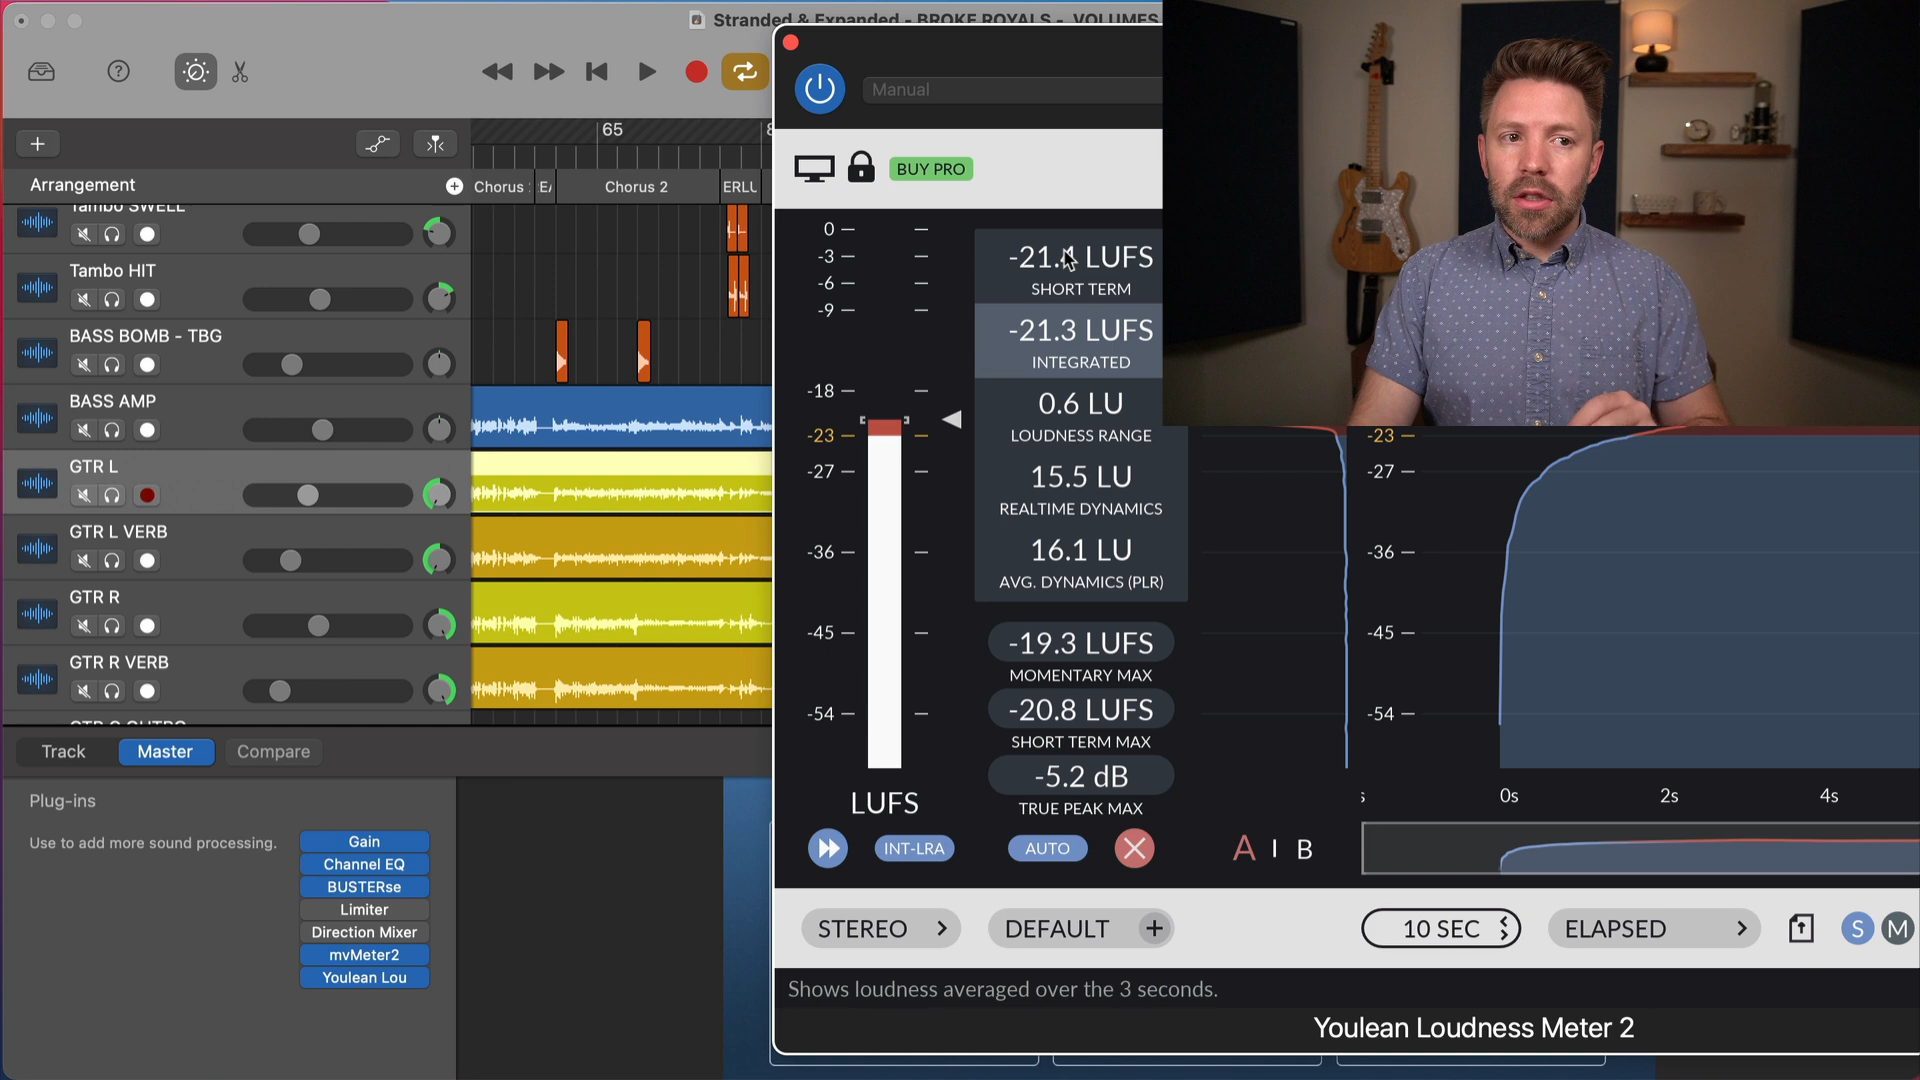 Stranded & Expanded - BROKE ROYALS - VOLUMES
Manual
65
Arrangement
Chorus
Chorus 2
ERLU
BUY PRO
Tambo SWELL
Tambo HIT
BASS BOMB - TBG
BASS AMP
GTR L
GTR L VERB
GTR R
GTR R VERB
Track
Master
Compare
Plug-ins
Use to add more sound processing.
Gain
Channel EQ
BUSTERse
Limiter
Direction Mixer
mvMeter2
Youlean Lou
0
-3
-6
-9
-18
-23
-27
-36
-45
-54
LUFS
INT-LRA
-21.4 LUFS
SHORT TERM
-21.3 LUFS
INTEGRATED
0.6 LU
LOUDNESS RANGE
15.5 LU
REALTIME DYNAMICS
16.1 LU
AVG. DYNAMICS (PLR)
-19.3 LUFS
MOMENTARY MAX
-20.8 LUFS
SHORT TERM MAX
-5.2 dB
TRUE PEAK MAX
AUTO
A | B
-23
-27
-36
-45
-54
s
0s
2s
4s
STEREO
DEFAULT +
10 SEC
ELAPSED
S
M
Shows loudness averaged over the 3 seconds.
Youlean Loudness Meter 2